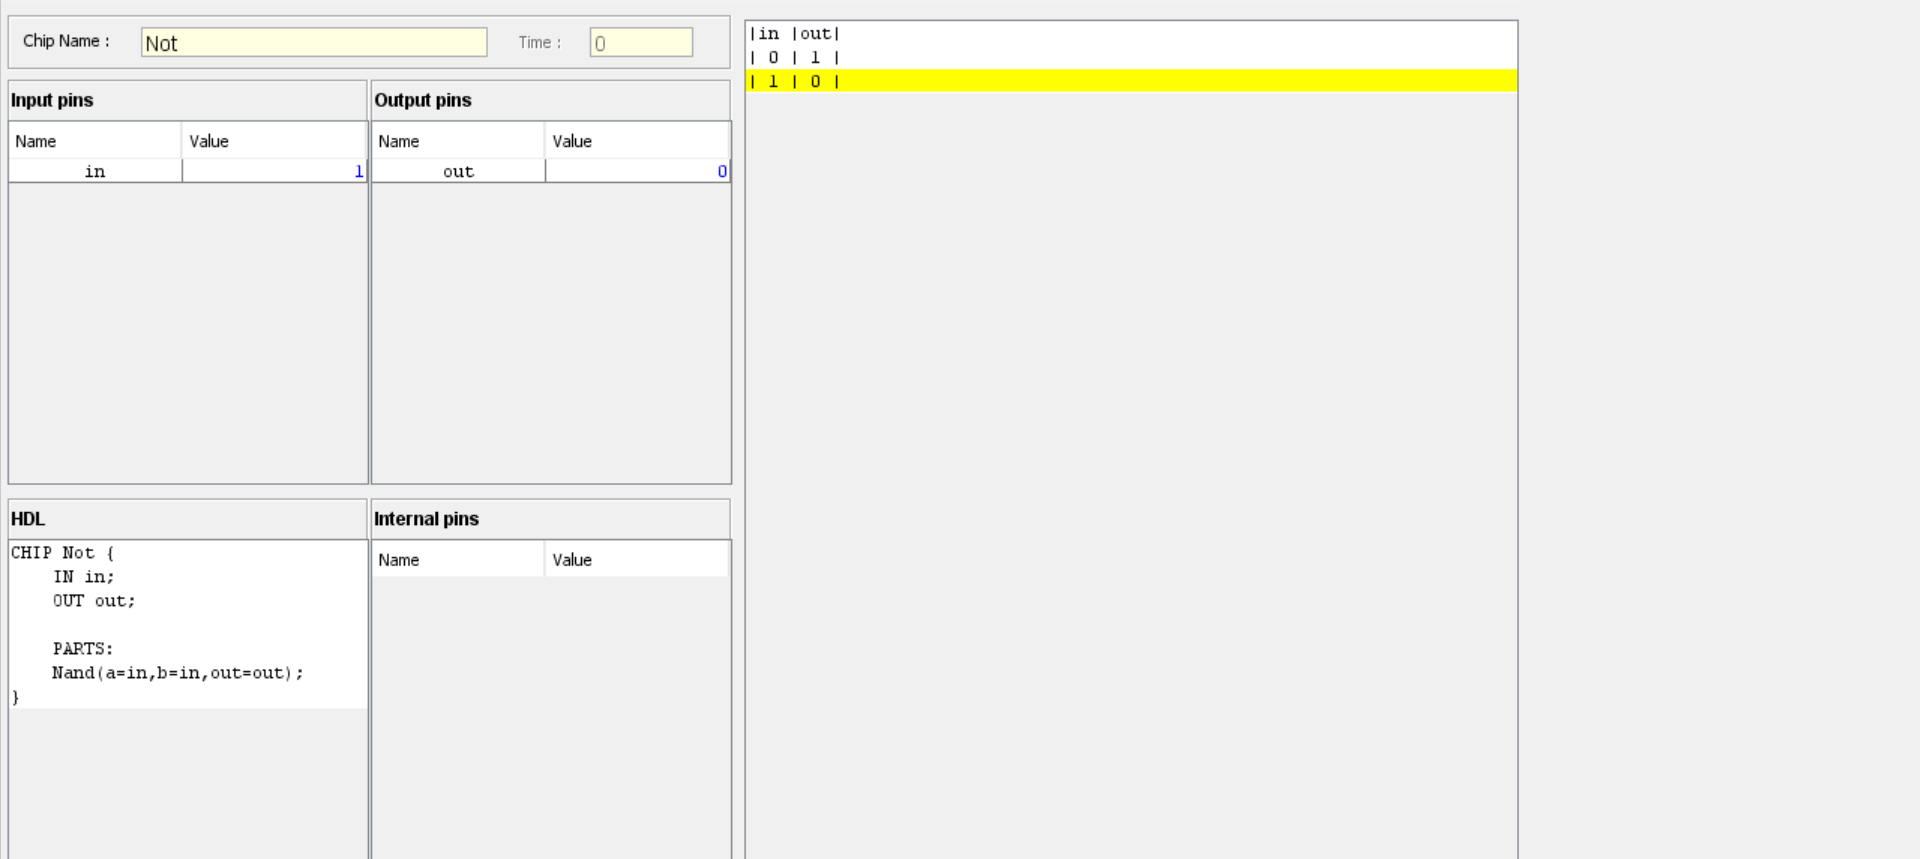 Chip Name : Not Time : 0
Input pins
Name Value
in 1
Output pins
Name Value
out 0
HDL
CHIP Not {
    IN in;
    OUT out;

    PARTS:
    Nand(a=in,b=in,out=out);
}
Internal pins
Name Value
|in |out|
| 0 | 1 |
| 1 | 0 |